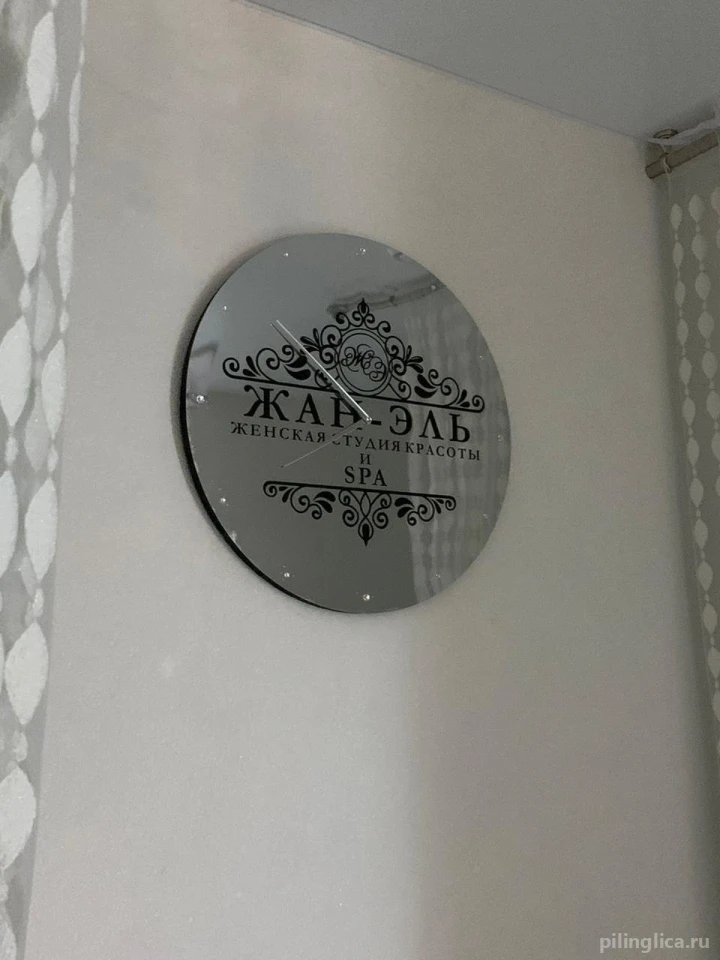 ЖАН-ЭЛЬ
ЖЕНСКАЯ СТУДИЯ КРАСОТЫ
И
SPA
pilinglica.ru